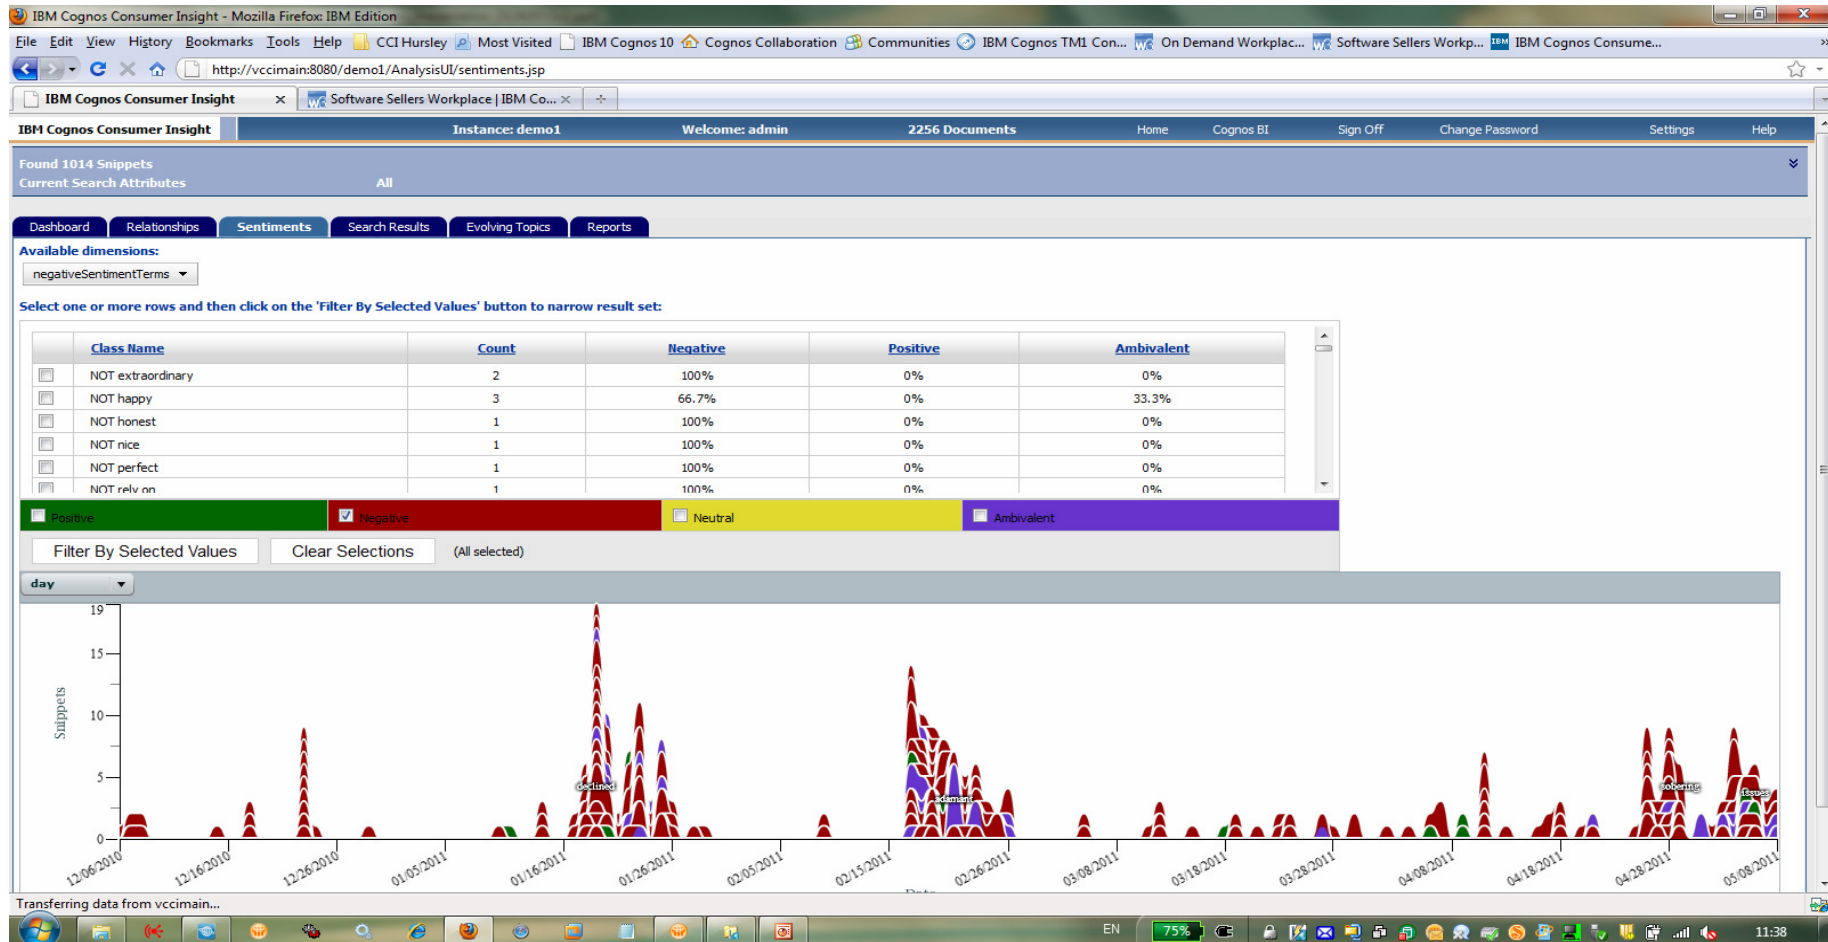 IBM Cognos Consumer Insight - Mozilla Firefox: IBM Edition
File Edit View History Bookmarks Tools Help CCI Hursley Most Visited IBM Cognos 10 Cognos Collaboration Communities IBM Cognos TM1 Con... On Demand Workplac... Software Sellers Workp... IBM IBM Cognos Consume... »
http://vccimain:8080/demo1/AnalysisUI/sentiments.jsp
IBM Cognos Consumer Insight × Software Sellers Workplace | IBM Co... ×
IBM Cognos Consumer Insight Instance: demo1 Welcome: admin 2256 Documents Home Cognos BI Sign Off Change Password Settings Help
Found 1014 Snippets
Current Search Attributes All
Dashboard Relationships Sentiments Search Results Evolving Topics Reports
Available dimensions:
negativeSentimentTerms
Select one or more rows and then click on the 'Filter By Selected Values' button to narrow result set:
Class Name Count Negative Positive Ambivalent
NOT extraordinary 2 100% 0% 0%
NOT happy 3 66.7% 0% 33.3%
NOT honest 1 100% 0% 0%
NOT nice 1 100% 0% 0%
NOT perfect 1 100% 0% 0%
NOT rely on 1 100% 0% 0%
Positive Negative Neutral Ambivalent
Filter By Selected Values Clear Selections (All selected)
day
19
15
10
5
0
Snippets
declined
adamant
sobering
issues
12/06/2010 12/16/2010 12/26/2010 01/05/2011 01/16/2011 01/26/2011 02/05/2011 02/15/2011 02/26/2011 03/08/2011 03/18/2011 03/28/2011 04/08/2011 04/18/2011 04/28/2011 05/08/2011
Transferring data from vccimain...
EN 75% 11:38